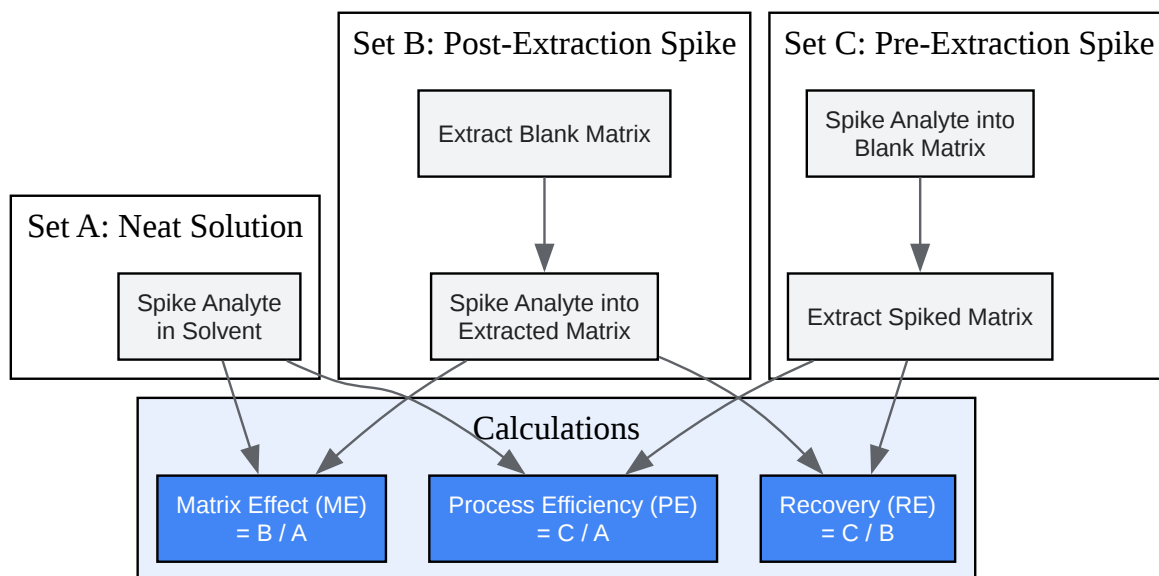 Set A: Neat Solution
Spike Analyte
in Solvent
Set B: Post-Extraction Spike
Extract Blank Matrix
Spike Analyte into
Extracted Matrix
Set C: Pre-Extraction Spike
Spike Analyte into
Blank Matrix
Extract Spiked Matrix
Calculations
Matrix Effect (ME)
= B / A
Process Efficiency (PE)
= C / A
Recovery (RE)
= C / B